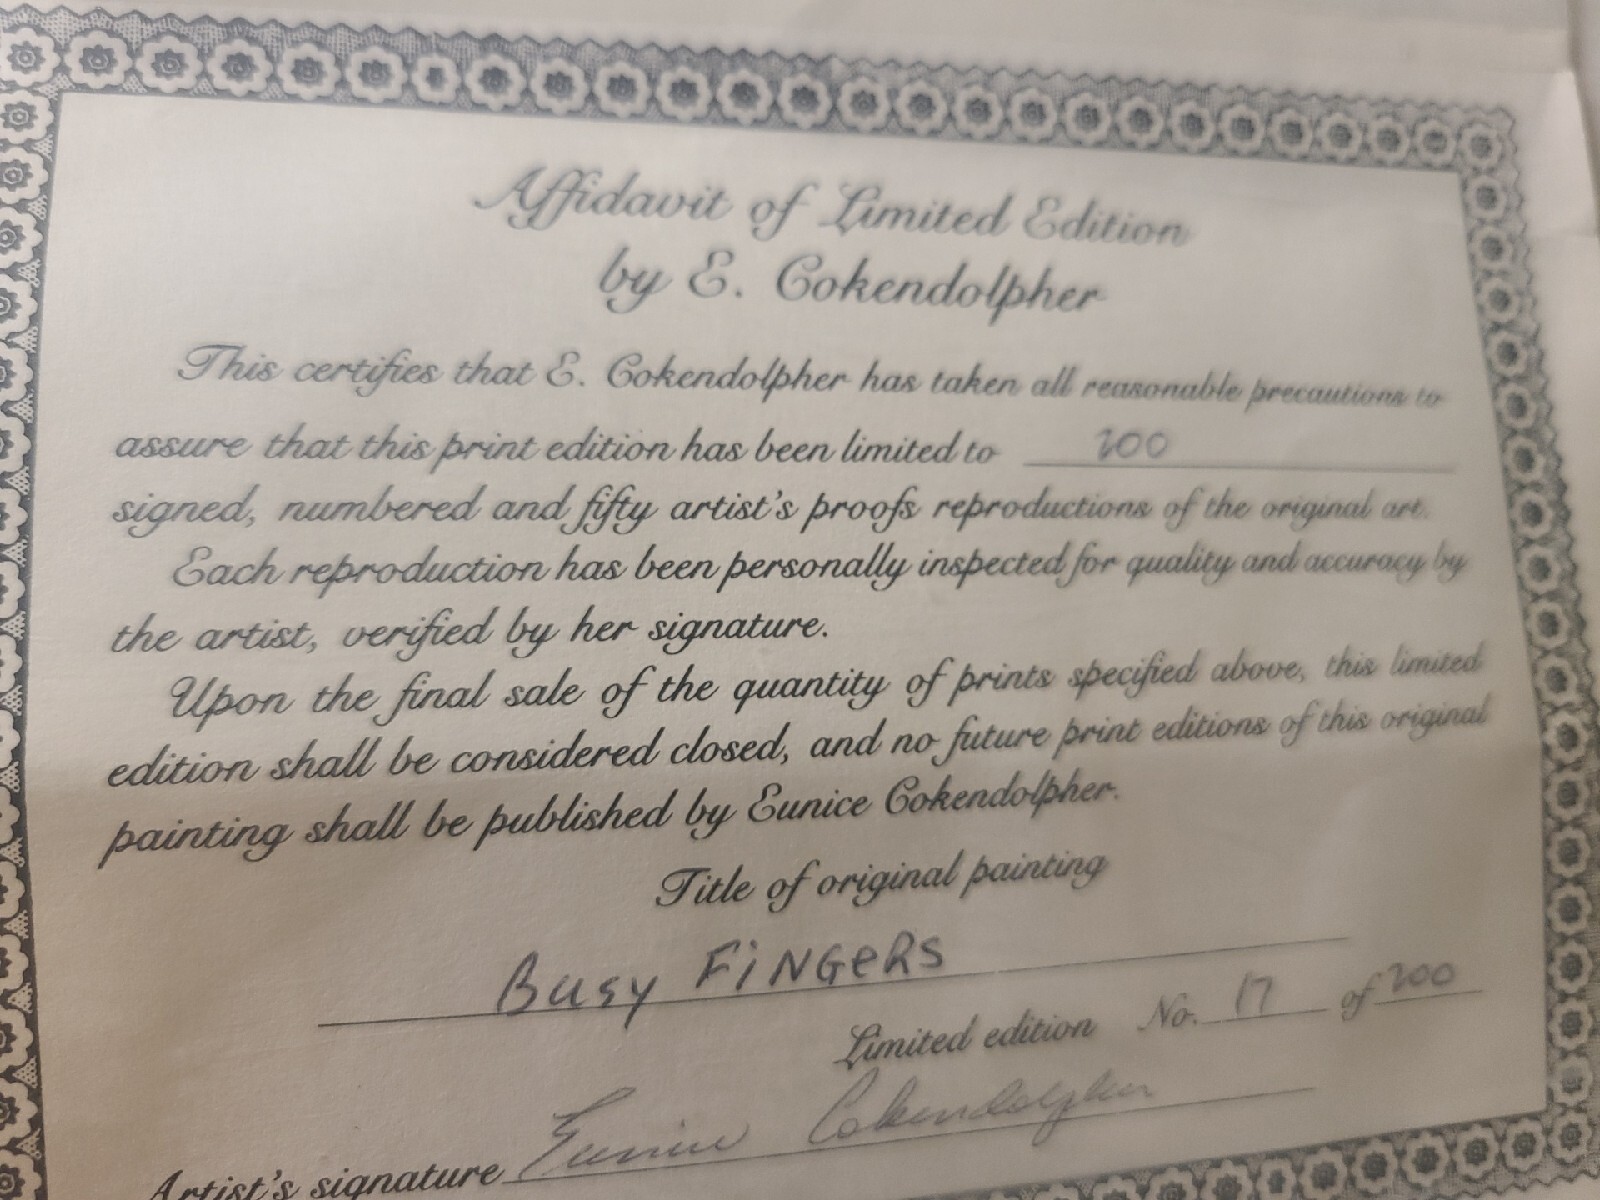 Affidavit of Limited Edition
by E. Cokendolpher
This certifies that E. Cokendolpher has taken all reasonable precautions to
assure that this print edition has been limited to 200
signed, numbered and fifty artist's proofs reproductions of the original art.
Each reproduction has been personally inspected for quality and accuracy by
the artist, verified by her signature.
Upon the final sale of the quantity of prints specified above, this limited
edition shall be considered closed, and no future print editions of this original
painting shall be published by Eunice Cokendolpher.
Title of original painting
Busy FiNGeRS
Limited edition No. 17 of 200
Artist's signature Eunice Cokendolpher